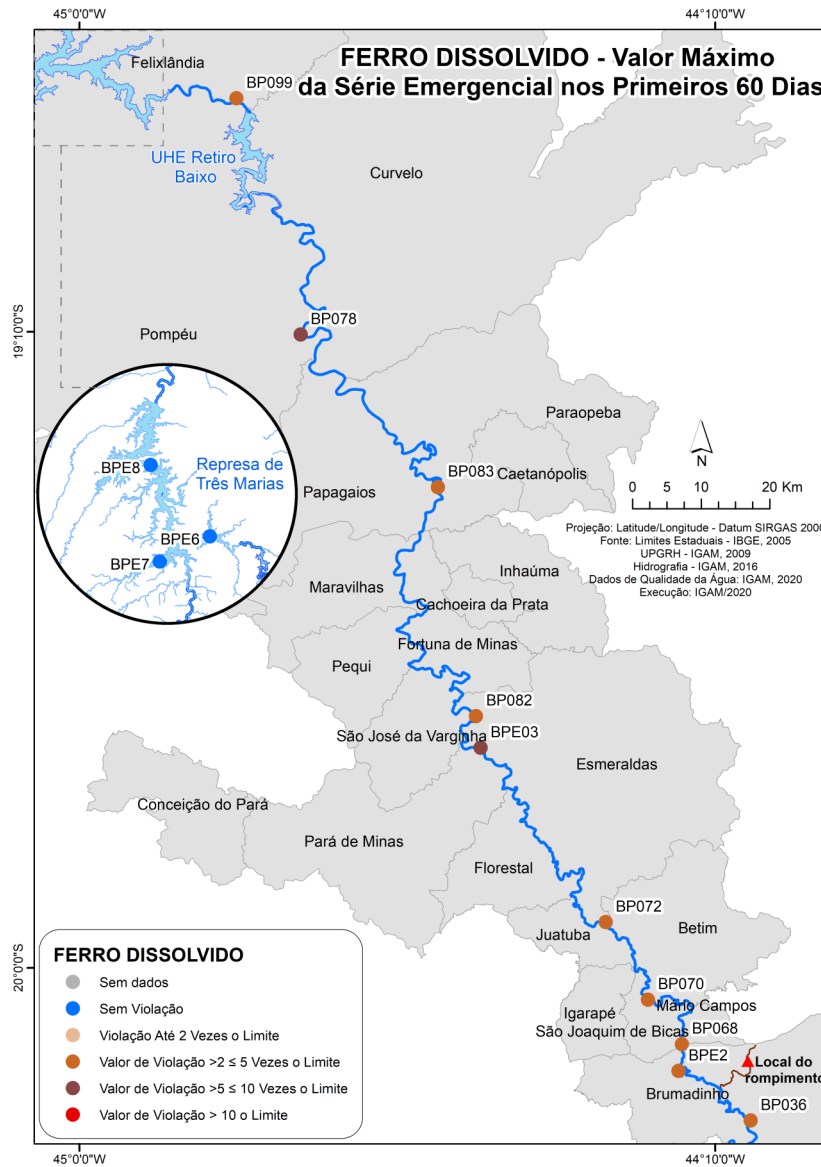 45°0'0"W
44°10'0"W
FERRO DISSOLVIDO - Valor Máximo
da Série Emergencial nos Primeiros 60 Dias
Felixlândia
BP099
UHE Retiro
Baixo
Curvelo
19°10'0"S
BP078
Pompéu
Paraopeba
N
BPE8
Represa de
Três Marias
BP083
Caetanópolis
Papagaios
0 5 10 20 Km
BPE6
BPE7
Projeção: Latitude/Longitude - Datum SIRGAS 2000
Fonte: Limites Estaduais - IBGE, 2005
UPGRH - IGAM, 2009
Hidrografia - IGAM, 2016
Dados de Qualidade da Água: IGAM, 2020
Execução: IGAM/2020
Inhaúma
Maravilhas
Cachoeira da Prata
Fortuna de Minas
Pequi
BP082
São José da Varginha
BPE03
Esmeraldas
Conceição do Pará
Pará de Minas
Florestal
BP072
Juatuba
Betim
20°0'0"S
BP070
Mário Campos
Igarapé
São Joaquim de Bicas
BP068
BPE2
Local do
rompimento
Brumadinho
BP036
FERRO DISSOLVIDO
Sem dados
Sem Violação
Violação Até 2 Vezes o Limite
Valor de Violação >2 ≤ 5 Vezes o Limite
Valor de Violação >5 ≤ 10 Vezes o Limite
Valor de Violação > 10 o Limite
45°0'0"W
44°10'0"W